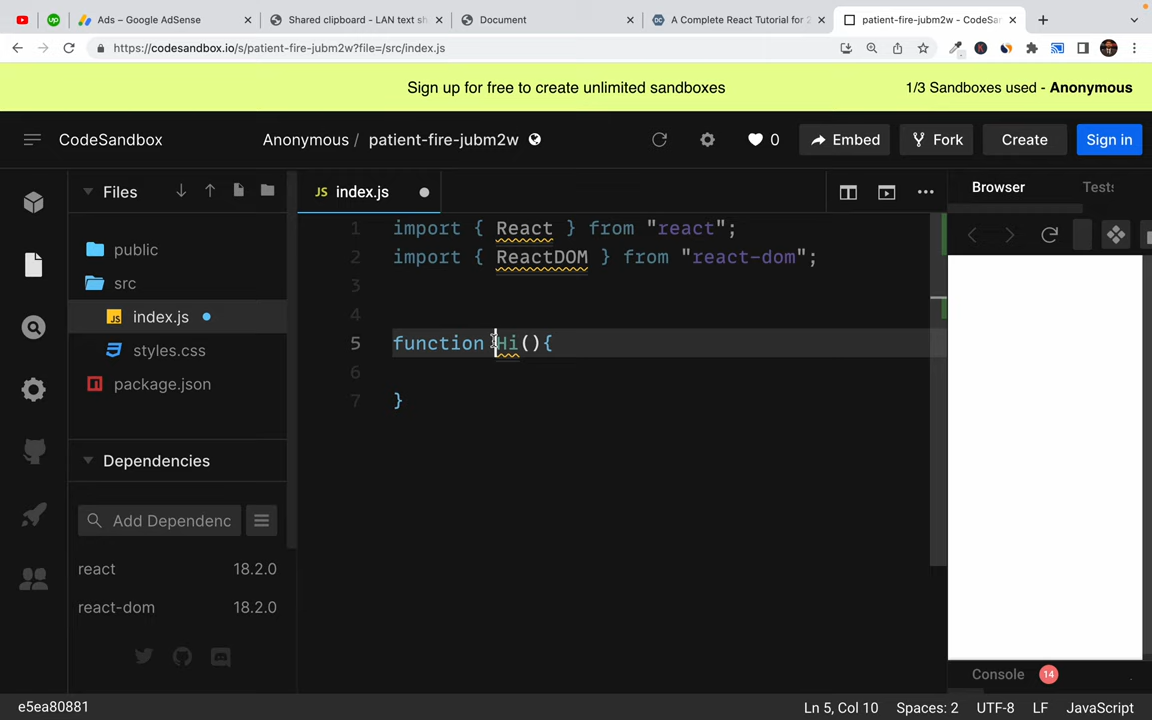 Ads – Google AdSense
Shared clipboard - LAN text sh
Document
A Complete React Tutorial for 2
patient-fire-jubm2w - CodeSan
https://codesandbox.io/s/patient-fire-jubm2w?file=/src/index.js
Sign up for free to create unlimited sandboxes
1/3 Sandboxes used - Anonymous
CodeSandbox
Anonymous / patient-fire-jubm2w
0
Embed
Fork
Create
Sign in
Files
JS index.js
Browser
Tests
public
src
JS index.js
styles.css
package.json
1 import { React } from "react";
2 import { ReactDOM } from "react-dom";
3
4
5 function Hi(){
6
7 }
Dependencies
Add Dependenc
react 18.2.0
react-dom 18.2.0
Console 14
e5ea80881
Ln 5, Col 10
Spaces: 2
UTF-8
LF
JavaScript